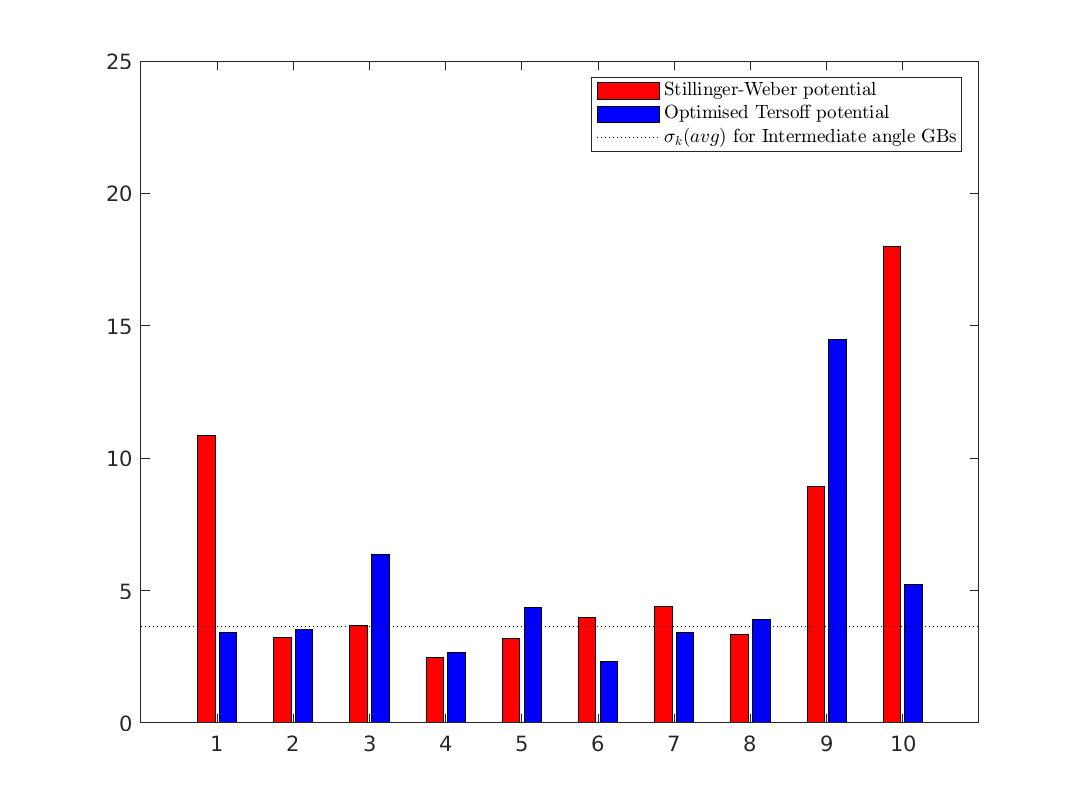 25
Stillinger-Weber potential
Optimised Tersoff potential
σₖ(avg) for Intermediate angle GBs
20
15
10
5
0
1 2 3 4 5 6 7 8 9 10